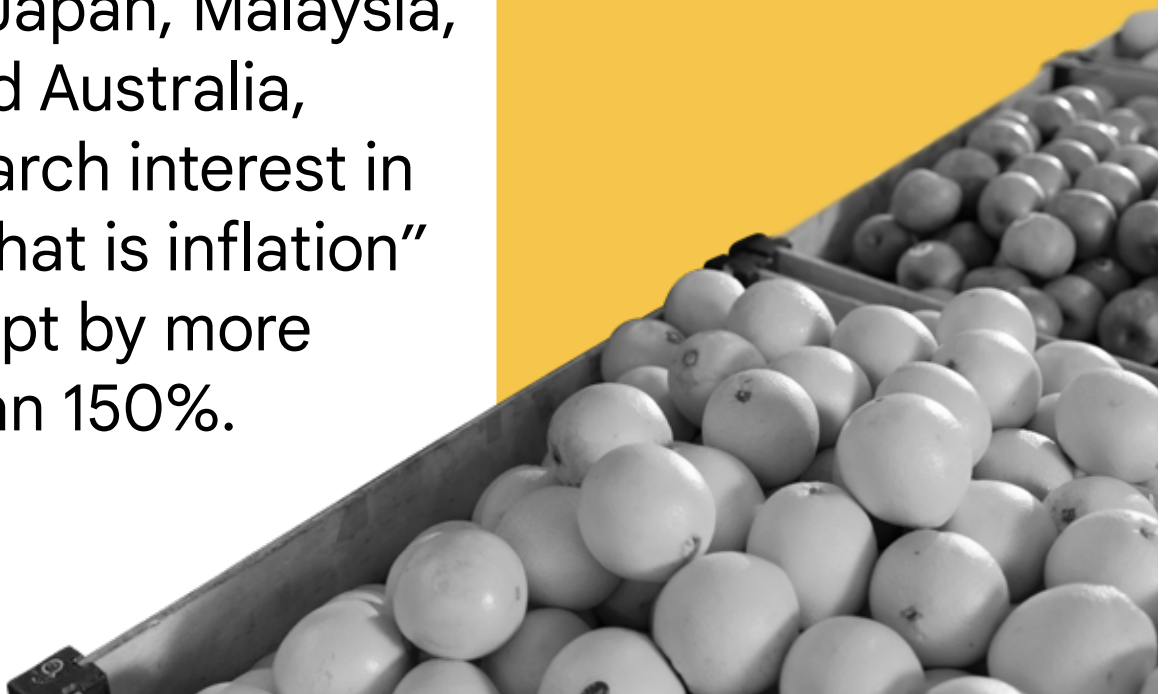 Japan, Malaysia,
d Australia,
arch interest in
hat is inflation”
pt by more
an 150%.